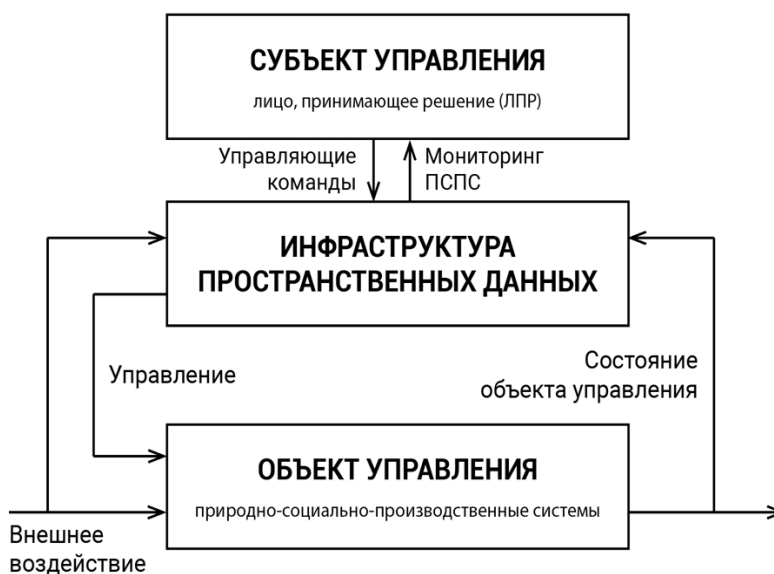 СУБЪЕКТ УПРАВЛЕНИЯ
лицо, принимающее решение (ЛПР)
Управляющие
команды
Мониторинг
ПСПС
ИНФРАСТРУКТУРА
ПРОСТРАНСТВЕННЫХ ДАННЫХ
Управление
Состояние
объекта управления
ОБЪЕКТ УПРАВЛЕНИЯ
природно-социально-производственные системы
Внешнее
воздействие